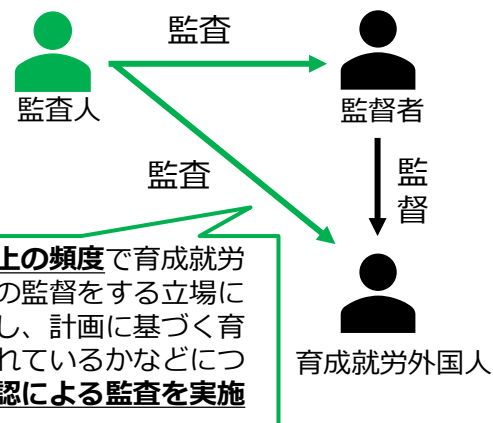 監査
監査人
監督者
監査
監督
上の頻度で育成就労
の監督をする立場に
し、計画に基づく育
れているかなどにつ
認による監査を実施
育成就労外国人